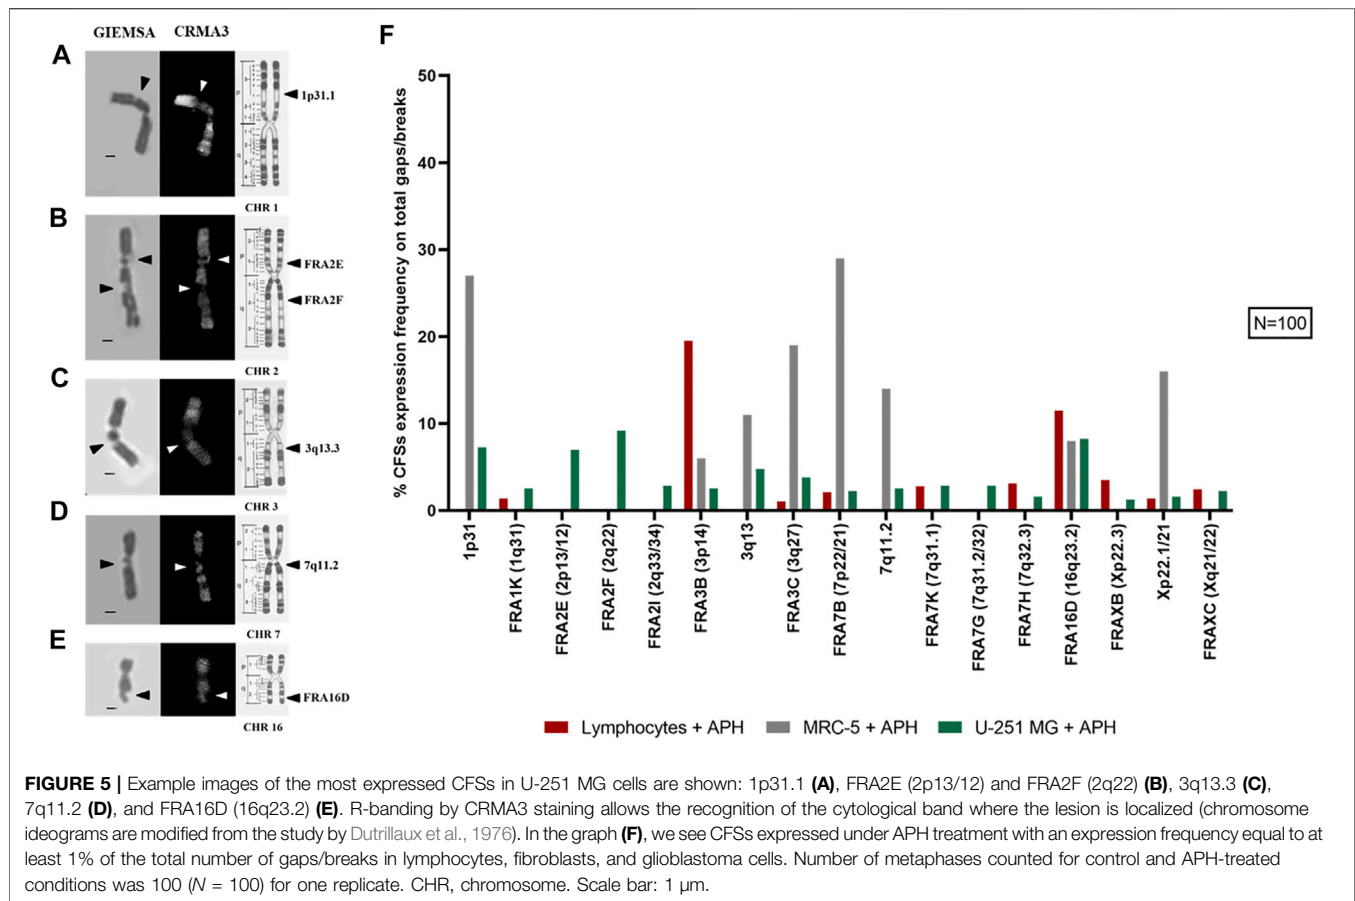 GIEMSA CRMA3
A
1p31.1
CHR 1
B
FRA2E
FRA2F
CHR 2
C
3q13.3
CHR 3
D
7q11.2
CHR 7
E
FRA16D
CHR 16
F
% CFSs expression frequency on total gaps/breaks
50
40
30
20
10
0
1p31
FRA1K (1q31)
FRA2E (2p13/12)
FRA2F (2q22)
FRA2I (2q33/34)
FRA3B (3p14)
3q13
FRA3C (3q27)
FRA7B (7p22/21)
7q11.2
FRA7K (7q31.1)
FRA7G (7q31.2/32)
FRA7H (7q32.3)
FRA16D (16q23.2)
FRAXB (Xp22.3)
Xp22.1/21
FRAXC (Xq21/22)
N=100
Lymphocytes + APH MRC-5 + APH U-251 MG + APH
FIGURE 5 | Example images of the most expressed CFSs in U-251 MG cells are shown: 1p31.1 (A), FRA2E (2p13/12) and FRA2F (2q22) (B), 3q13.3 (C),
7q11.2 (D), and FRA16D (16q23.2) (E). R-banding by CRMA3 staining allows the recognition of the cytological band where the lesion is localized (chromosome
ideograms are modified from the study by Dutrillaux et al., 1976). In the graph (F), we see CFSs expressed under APH treatment with an expression frequency equal to at
least 1% of the total number of gaps/breaks in lymphocytes, fibroblasts, and glioblastoma cells. Number of metaphases counted for control and APH-treated
conditions was 100 (N = 100) for one replicate. CHR, chromosome. Scale bar: 1 μm.